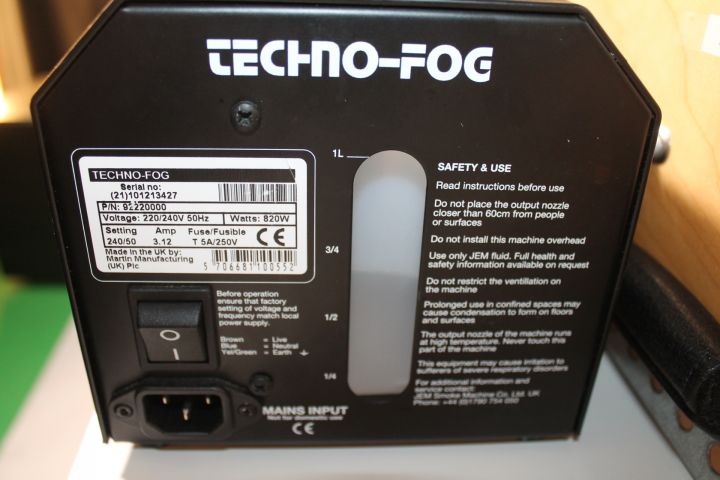 TECHNO-FOG
TECHNO-FOG
Serial no:
(21)101213427
P/N: 92220000
Voltage: 220/240V 50Hz Watts: 820W
Setting Amp Fuse/Fusible
240/50 3.12 T 5A/250V CE
Made in the UK by:
Martin Manufacturing
(UK) Plc
5 706681 100552
Before operation
ensure that factory
setting of voltage and
frequency match local
power supply.
Brown = Live
Blue = Neutral
Yel/Green = Earth
O
I
MAINS INPUT
Not for domestic use
CE
1L
3/4
1/2
1/4
SAFETY & USE
Read instructions before use
Do not place the output nozzle
closer than 60cm from people
or surfaces
Do not install this machine overhead
Use only JEM fluid. Full health and
safety information available on request
Do not restrict the ventilation on
the machine
Prolonged use in confined spaces may
cause condensation to form on floors
and surfaces
The output nozzle of the machine runs
at high temperature. Never touch this
part of the machine
This equipment may cause irritation to
sufferers of severe respiratory disorders
For additional information and
service contact:
JEM Smoke Machine Co. Ltd. UK
Phone: +44 (0)1790 754 050